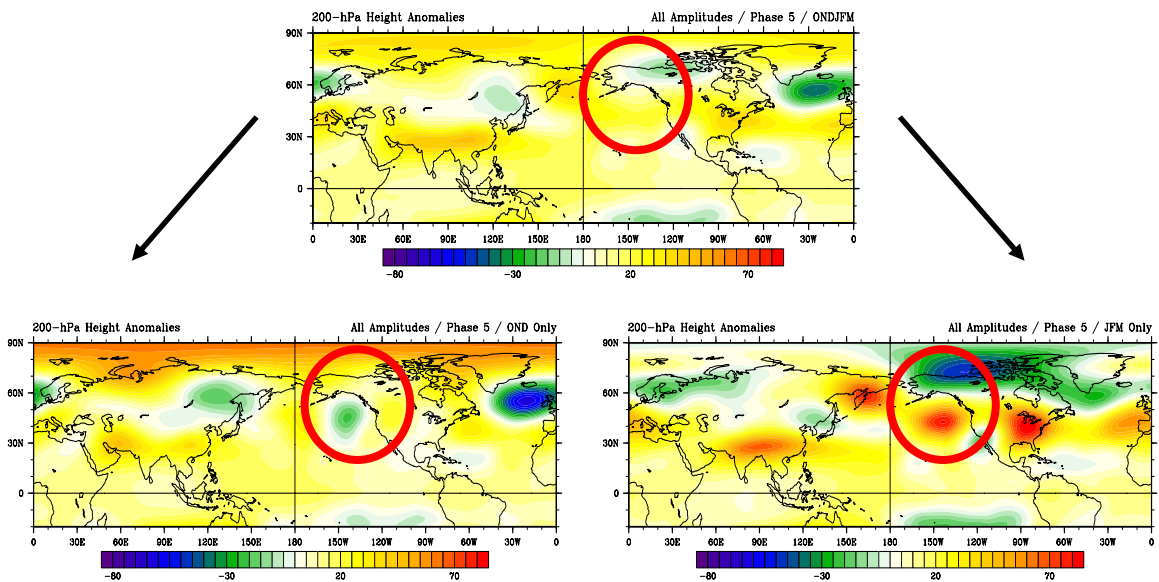 200-hPa Height Anomalies All Amplitudes / Phase 5 / ONDJFM
90N
60N
30N
0
0 30E 60E 90E 120E 150E 180 150W 120W 90W 60W 30W 0
-80 -30 20 70
200-hPa Height Anomalies All Amplitudes / Phase 5 / OND Only
90N
60N
30N
0
0 30E 60E 90E 120E 150E 180 150W 120W 90W 60W 30W 0
-80 -30 20 70
200-hPa Height Anomalies All Amplitudes / Phase 5 / JFM Only
90N
60N
30N
0
0 30E 60E 90E 120E 150E 180 150W 120W 90W 60W 30W 0
-80 -30 20 70